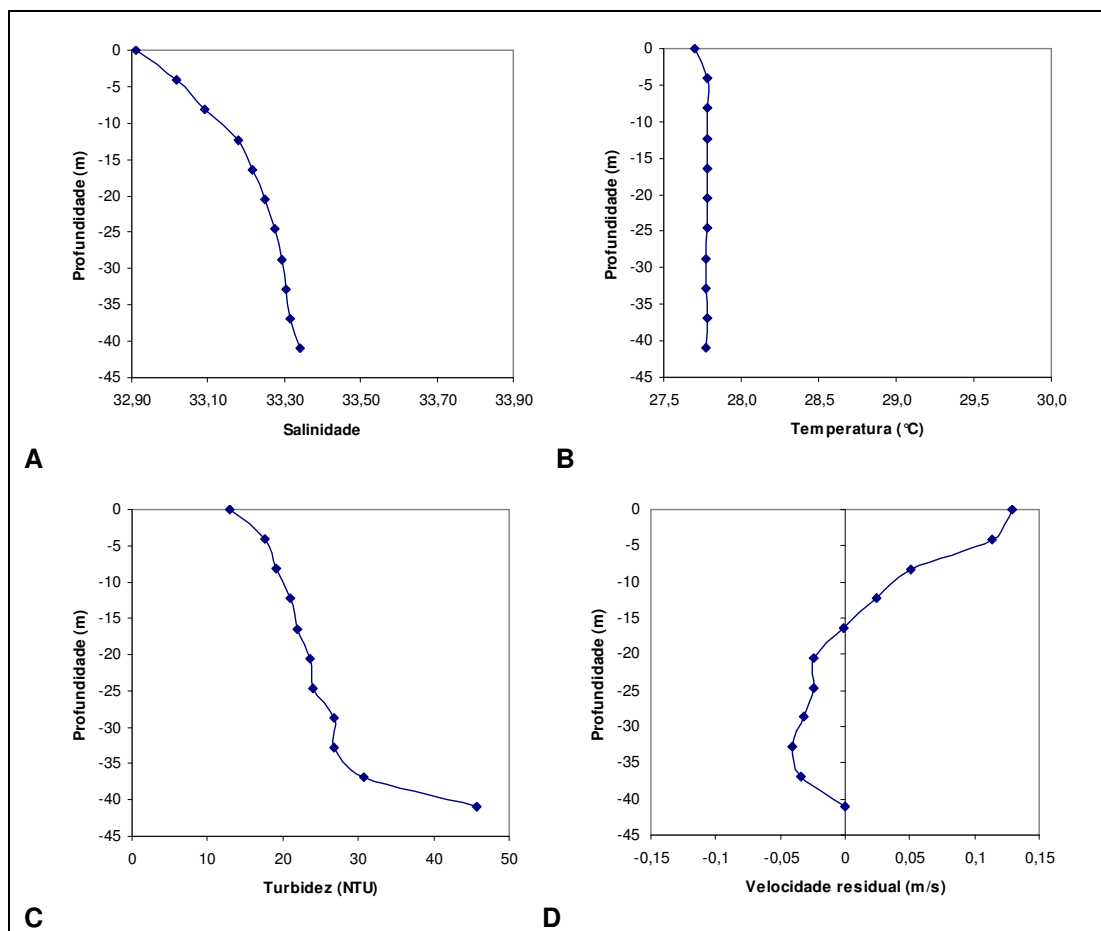 0
-5
-10
-15
-20
-25
-30
-35
-40
-45
Profundidade (m)
32,90 33,10 33,30 33,50 33,70 33,90
Salinidade
A
0
-5
-10
-15
-20
-25
-30
-35
-40
-45
Profundidade (m)
27,5 28,0 28,5 29,0 29,5 30,0
Temperatura (°C)
B
0
-5
-10
-15
-20
-25
-30
-35
-40
-45
Profundidade (m)
0 10 20 30 40 50
Turbidez (NTU)
C
0
-5
-10
-15
-20
-25
-30
-35
-40
-45
Profundidade (m)
-0,15 -0,1 -0,05 0 0,05 0,1 0,15
Velocidade residual (m/s)
D